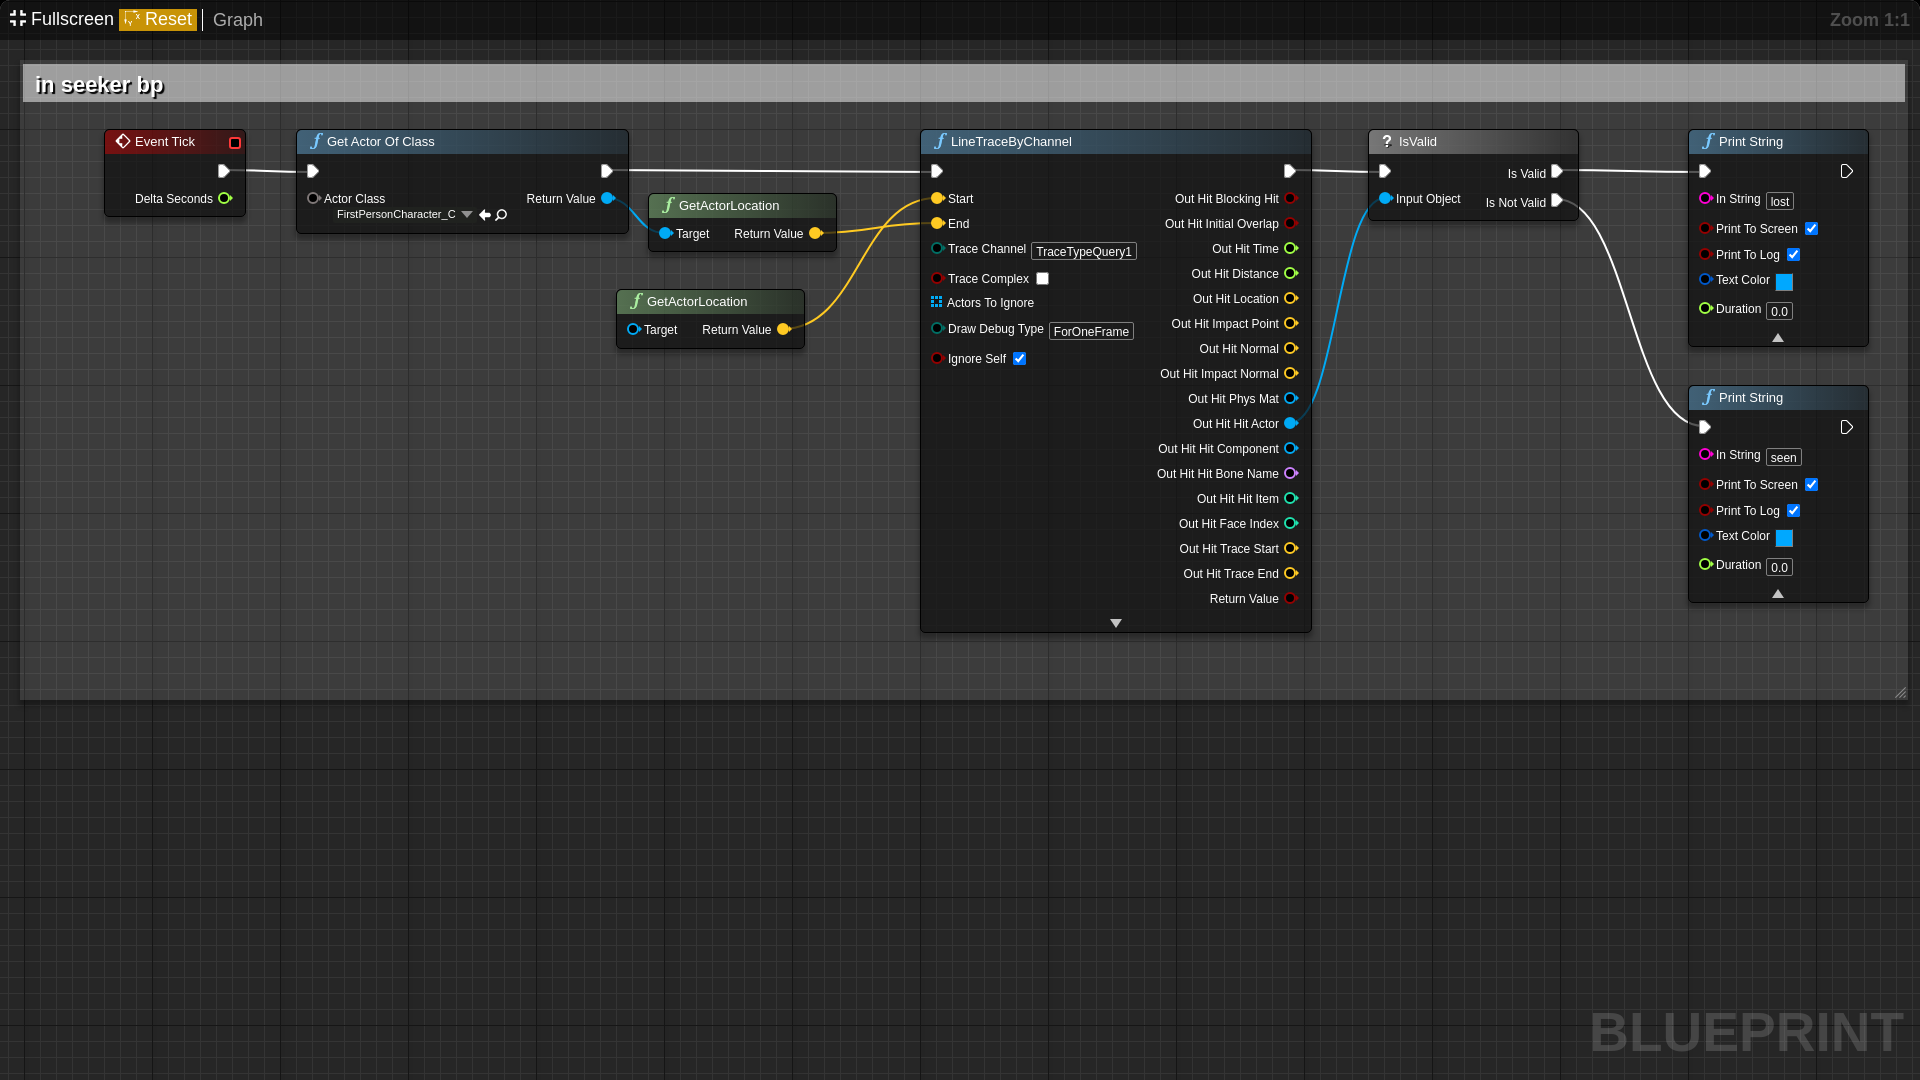 Fullscreen Reset Graph Zoom 1:1
in seeker bp
Event Tick
Delta Seconds
Get Actor Of Class
Actor Class
FirstPersonCharacter_C
Return Value
GetActorLocation
Target Return Value
GetActorLocation
Target Return Value
LineTraceByChannel
Start
End
Trace Channel TraceTypeQuery1
Trace Complex
Actors To Ignore
Draw Debug Type ForOneFrame
Ignore Self
Out Hit Blocking Hit
Out Hit Initial Overlap
Out Hit Time
Out Hit Distance
Out Hit Location
Out Hit Impact Point
Out Hit Normal
Out Hit Impact Normal
Out Hit Phys Mat
Out Hit Hit Actor
Out Hit Hit Component
Out Hit Hit Bone Name
Out Hit Hit Item
Out Hit Face Index
Out Hit Trace Start
Out Hit Trace End
Return Value
? IsValid
Input Object
Is Valid
Is Not Valid
Print String
In String lost
Print To Screen
Print To Log
Text Color
Duration 0.0
Print String
In String seen
Print To Screen
Print To Log
Text Color
Duration 0.0
BLUEPRINT